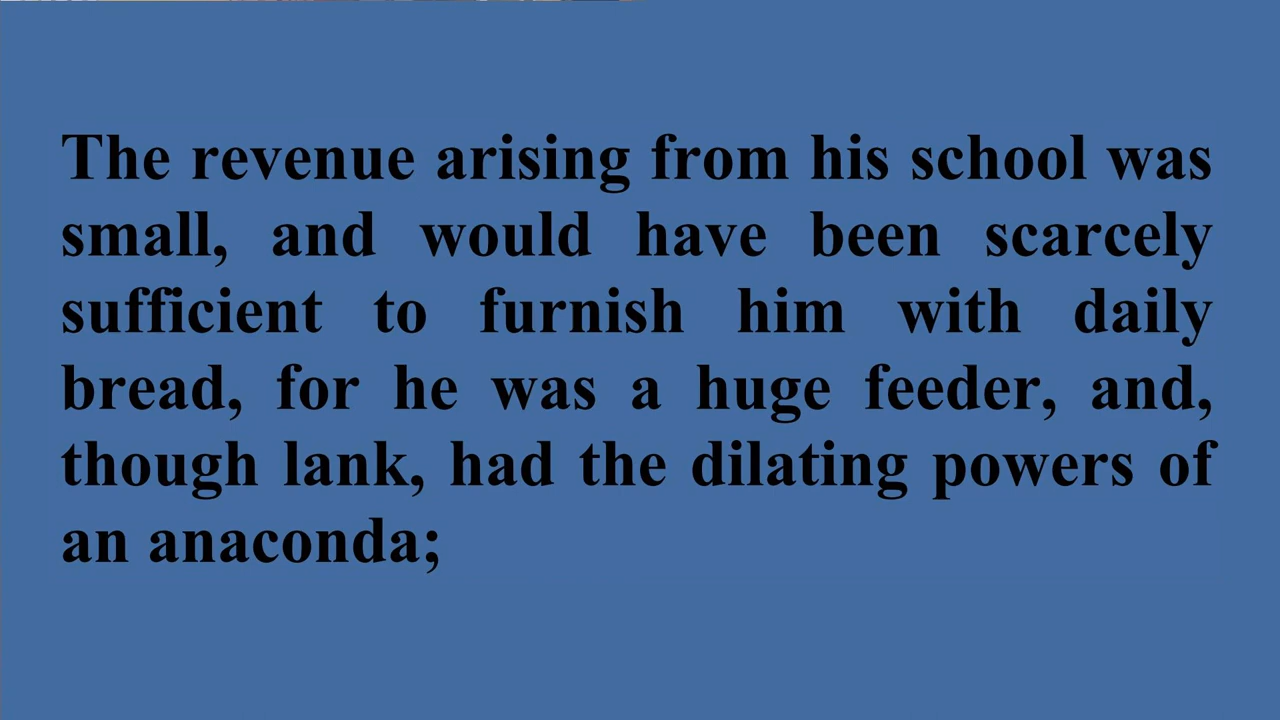 The revenue arising from his school was
small, and would have been scarcely
sufficient to furnish him with daily
bread, for he was a huge feeder, and,
though lank, had the dilating powers of
an anaconda;